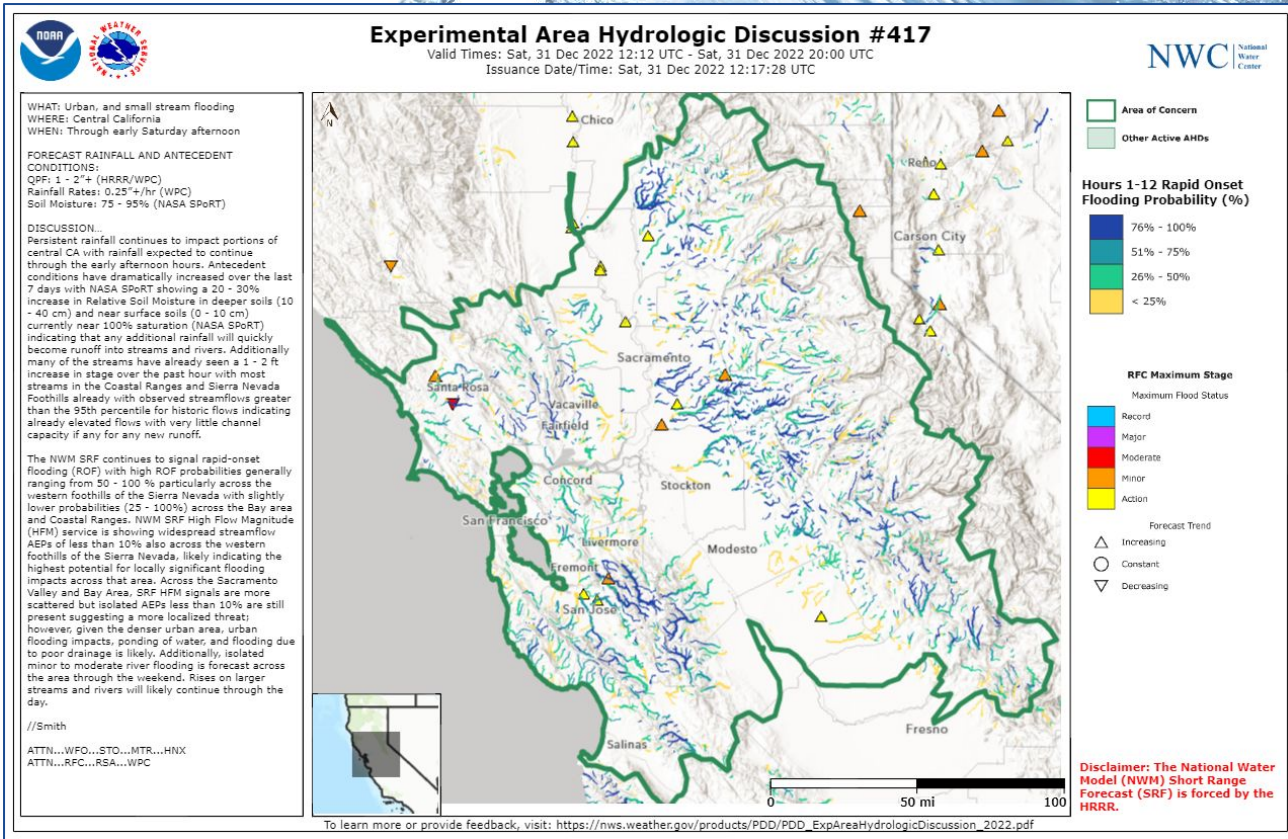 NOAA
NATIONAL WEATHER SERVICE
Experimental Area Hydrologic Discussion #417
Valid Times: Sat, 31 Dec 2022 12:12 UTC - Sat, 31 Dec 2022 20:00 UTC
Issuance Date/Time: Sat, 31 Dec 2022 12:17:28 UTC
NWC
National
Water
Center
WHAT: Urban, and small stream flooding
WHERE: Central California
WHEN: Through early Saturday afternoon
FORECAST RAINFALL AND ANTECEDENT
CONDITIONS:
QPF: 1 - 2"+ (HRRR/WPC)
Rainfall Rates: 0.25"+/hr (WPC)
Soil Moisture: 75 - 95% (NASA SPoRT)
DISCUSSION...
Persistent rainfall continues to impact portions of
central CA with rainfall expected to continue
through the early afternoon hours. Antecedent
conditions have dramatically increased over the last
7 days with NASA SPoRT showing a 20 - 30%
increase in Relative Soil Moisture in deeper soils (10
- 40 cm) and near surface soils (0 - 10 cm)
currently near 100% saturation (NASA SPoRT)
indicating that any additional rainfall will quickly
become runoff into streams and rivers. Additionally
many of the streams have already seen a 1 - 2 ft
increase in stage over the past hour with most
streams in the Coastal Ranges and Sierra Nevada
Foothills already with observed streamflows greater
than the 95th percentile for historic flows indicating
already elevated flows with very little channel
capacity if any for any new runoff.
The NWM SRF continues to signal rapid-onset
flooding (ROF) with high ROF probabilities generally
ranging from 50 - 100 % particularly across the
western foothills of the Sierra Nevada with slightly
lower probabilities (25 - 100%) across the Bay area
and Coastal Ranges. NWM SRF High Flow Magnitude
(HFM) service is showing widespread streamflow
AEPs of less than 10% also across the western
foothills of the Sierra Nevada, likely indicating the
highest potential for locally significant flooding
impacts across that area. Across the Sacramento
Valley and Bay Area, SRF HFM signals are more
scattered but isolated AEPs less than 10% are still
present suggesting a more localized threat;
however, given the denser urban area, urban
flooding impacts, ponding of water, and flooding due
to poor drainage is likely. Additionally, isolated
minor to moderate river flooding is forecast across
the area through the weekend. Rises on larger
streams and rivers will likely continue through the
day.
//Smith
ATTN...WFO...STO...MTR...HNX
ATTN...RFC...RSA...WPC
N
Chico
Reno
Carson City
Sacramento
Santa Rosa
Vacaville
Fairfield
Concord
Stockton
San Francisco
Livermore
Modesto
Fremont
San Jose
Salinas
Fresno
0
50 mi
100
Area of Concern
Other Active AHDs
Hours 1-12 Rapid Onset
Flooding Probability (%)
76% - 100%
51% - 75%
26% - 50%
< 25%
RFC Maximum Stage
Maximum Flood Status
Record
Major
Moderate
Minor
Action
Forecast Trend
Increasing
Constant
Decreasing
Disclaimer: The National Water
Model (NWM) Short Range
Forecast (SRF) is forced by the
HRRR.
To learn more or provide feedback, visit: https://nws.weather.gov/products/PDD/PDD_ExpAreaHydrologicDiscussion_2022.pdf